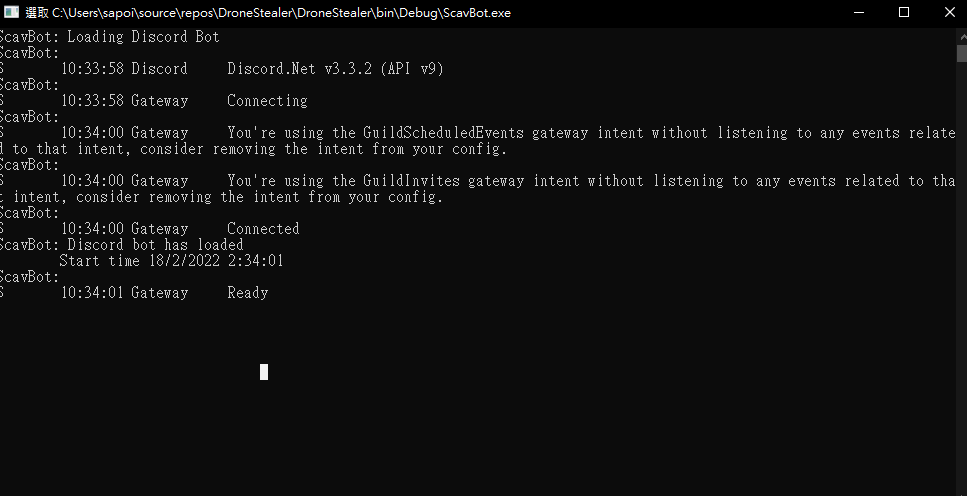 選取 C:\Users\sapoi\source\repos\DroneStealer\DroneStealer\bin\Debug\ScavBot.exe
ScavBot: Loading Discord Bot
ScavBot:
S 10:33:58 Discord Discord.Net v3.3.2 (API v9)
ScavBot:
S 10:33:58 Gateway Connecting
ScavBot:
S 10:34:00 Gateway You're using the GuildScheduledEvents gateway intent without listening to any events relate
d to that intent, consider removing the intent from your config.
ScavBot:
S 10:34:00 Gateway You're using the GuildInvites gateway intent without listening to any events related to tha
t intent, consider removing the intent from your config.
ScavBot:
S 10:34:00 Gateway Connected
ScavBot: Discord bot has loaded
Start time 18/2/2022 2:34:01
ScavBot:
S 10:34:01 Gateway Ready